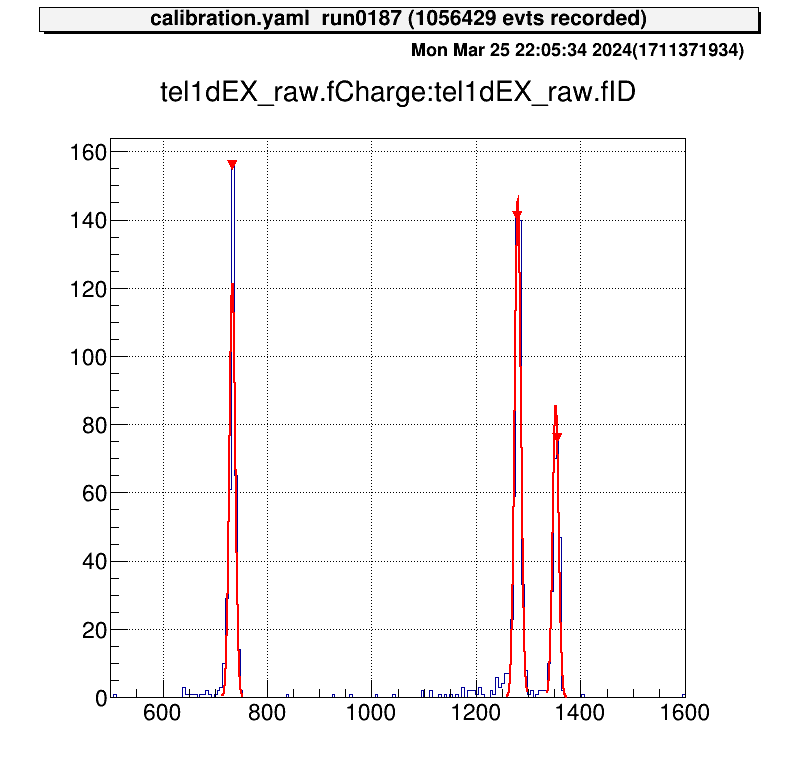 calibration.yaml run0187 (1056429 evts recorded)
Mon Mar 25 22:05:34 2024(1711371934)
tel1dEX_raw.fCharge:tel1dEX_raw.fID
160
140
120
100
80
60
40
20
0
600 800 1000 1200 1400 1600